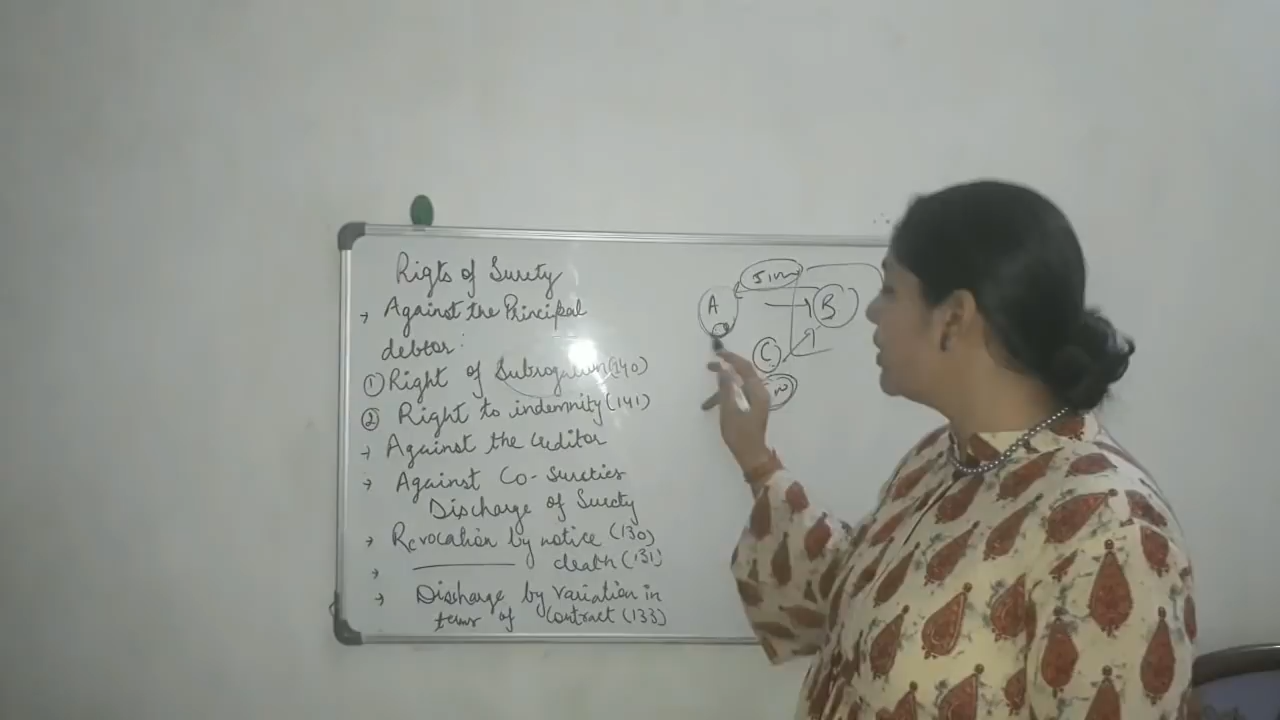 Rigts of Surety
→ Against the Principal
debtor:
① Right of Subrogation (140)
② Right to indemnity (141)
→ Against the Creditor
→ Against Co-Sureties
Discharge of Surety
→ Revocation by notice (130)
→ ———— death (131)
→ Discharge by variation in
terms of contract (133)
A
B
C